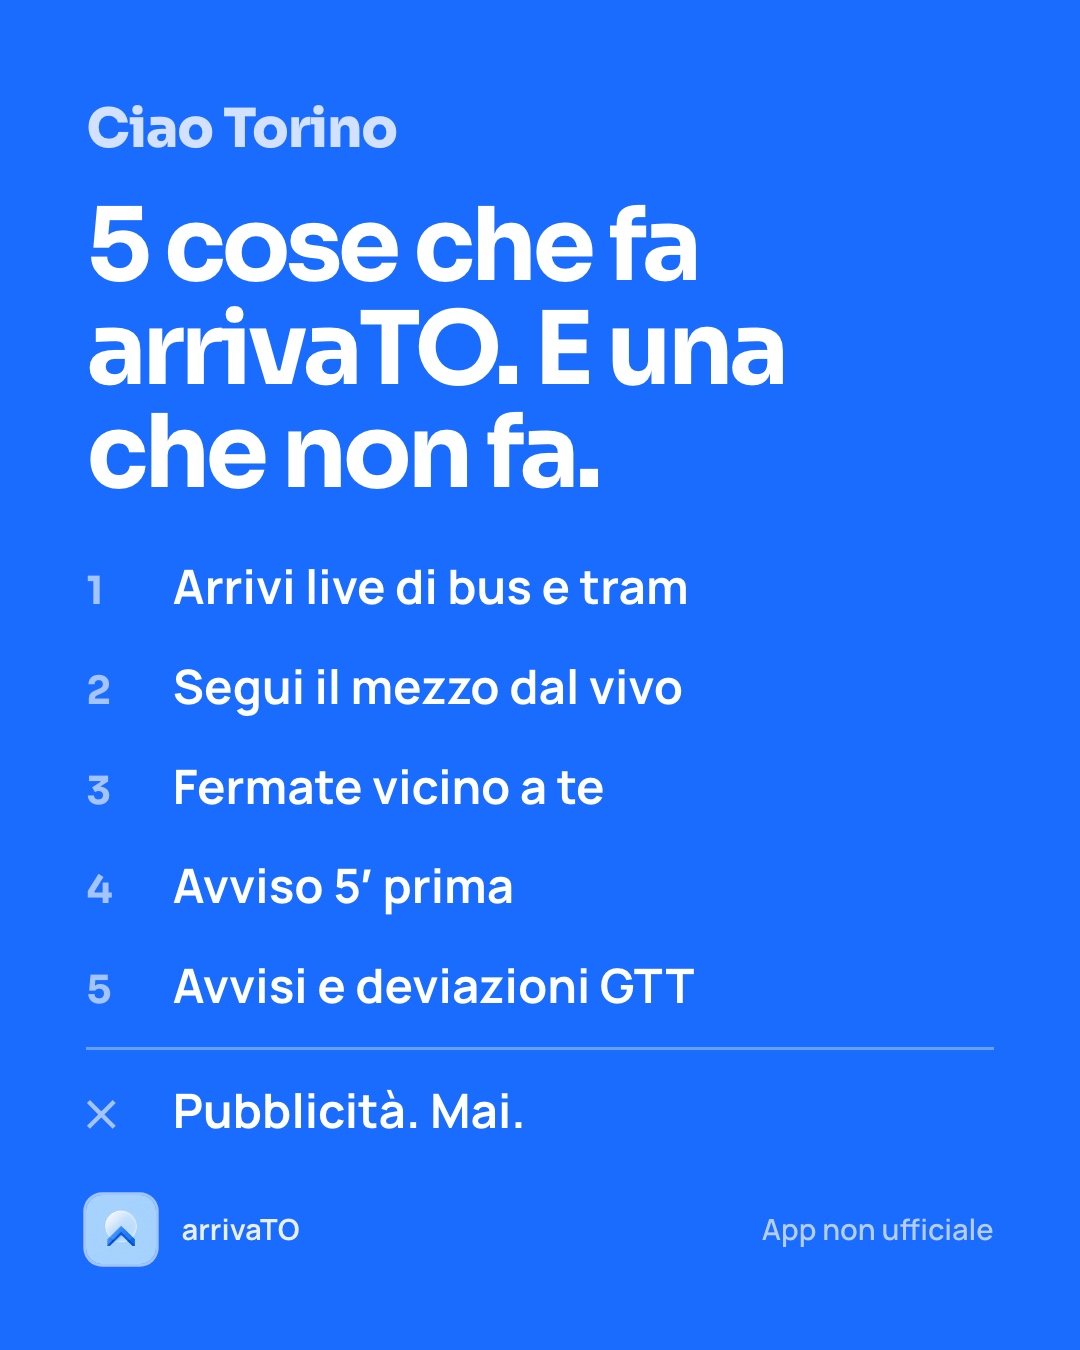 Ciao Torino
5 cose che fa
arrivaTO. E una
che non fa.
1 Arrivi live di bus e tram
2 Segui il mezzo dal vivo
3 Fermate vicino a te
4 Avviso 5′ prima
5 Avvisi e deviazioni GTT
× Pubblicità. Mai.
arrivaTO App non ufficiale